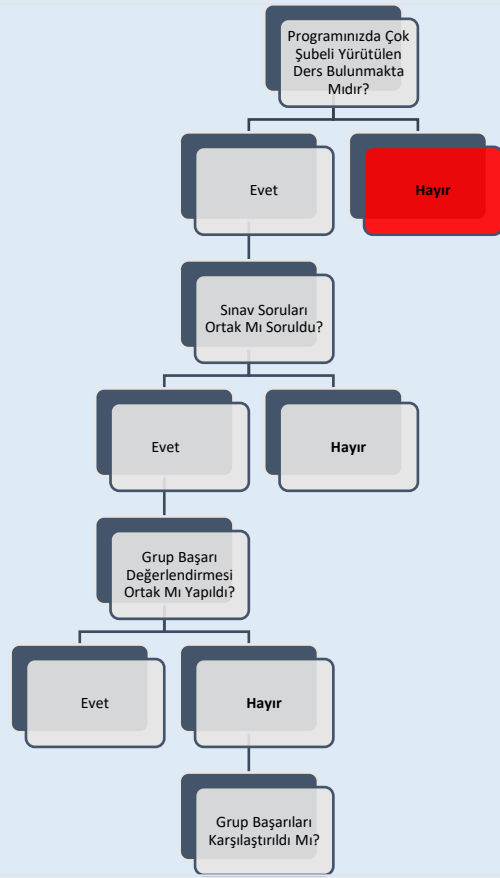 Programınızda Çok
Şubeli Yürütülen
Ders Bulunmakta
Mıdır?
Evet
Hayır
Sınav Soruları
Ortak Mı Soruldu?
Evet
Hayır
Grup Başarı
Değerlendirmesi
Ortak Mı Yapıldı?
Evet
Hayır
Grup Başarıları
Karşılaştırıldı Mı?